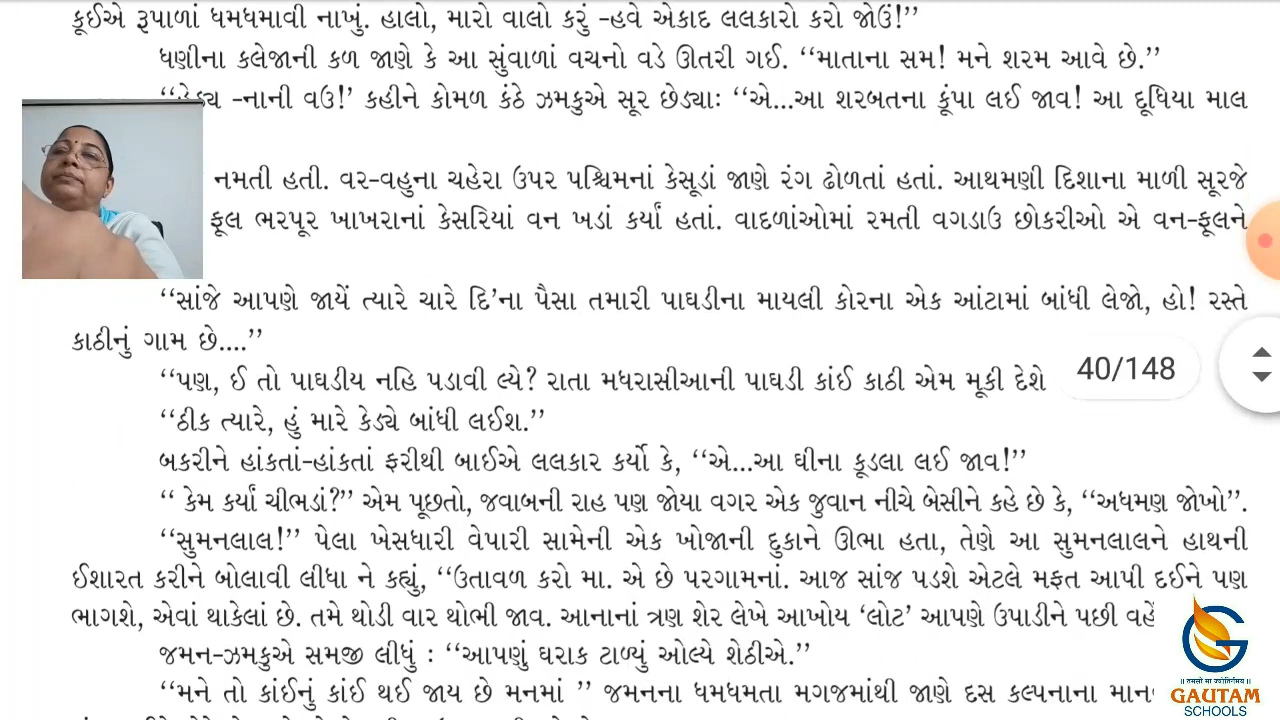 કૂઈએ રૂપાળાં ધમધમાવી નાખું. હાલો, મારો વાલો કરું -હવે એકાદ લલકારો કરો જોઉં!”
ધણીના કલેજાની કળ જાણે કે આ સુંવાળાં વચનો વડે ઊતરી ગઈ. “માતાના સમ! મને શરમ આવે છે.”
-નાની વઉ!’ કહીને કોમળ કંઠે ઝમકુએ સૂર છેડ્યાઃ “એ...આ શરબતના કૂંપા લઈ જાવ! આ દૂધિયા માલ
નમતી હતી. વર-વહુના ચહેરા ઉપર પશ્ચિમનાં કેસૂડાં જાણે રંગ ઢોળતાં હતાં. આથમણી દિશાના માળી સૂરજે
ફૂલ ભરપૂર ખાખરાનાં કેસરિયાં વન ખડાં કર્યાં હતાં. વાદળાંઓમાં રમતી વગડાઉ છોકરીઓ એ વન-ફૂલને
“સાંજે આપણે જાયેં ત્યારે ચારે દિ’ના પૈસા તમારી પાઘડીના માયલી કોરના એક આંટામાં બાંધી લેજો, હો! રસ્તે
કાઠીનું ગામ છે....”
“પણ, ઈ તો પાઘડીય નહિ પડાવી લ્યે? રાતા મધરાસીઆની પાઘડી કાંઈ કાઠી એમ મૂકી દેશે
40/148
“ઠીક ત્યારે, હું મારે કેડ્યે બાંધી લઈશ.”
બકરીને હાંકતાં-હાંકતાં ફરીથી બાઈએ લલકાર કર્યો કે, “એ...આ ઘીના કૂડલા લઈ જાવ!”
“ કેમ કર્યાં ચીભડાં?” એમ પૂછતો, જવાબની રાહ પણ જોયા વગર એક જુવાન નીચે બેસીને કહે છે કે, “અધમણ જોખો”.
“સુમનલાલ!” પેલા ખેસધારી વેપારી સામેની એક ખોજાની દુકાને ઊભા હતા, તેણે આ સુમનલાલને હાથની
ઈશારત કરીને બોલાવી લીધા ને કહ્યું, “ઉતાવળ કરો મા. એ છે પરગામનાં. આજ સાંજ પડશે એટલે મફત આપી દઈને પણ
ભાગશે, એવાં થાકેલાં છે. તમે થોડી વાર થોભી જાવ. આનાનાં ત્રણ શેર લેખે આખોય ‘લોટ’ આપણે ઉપાડીને પછી
જમન-ઝમકુએ સમજી લીધું : “આપણું ઘરાક ટાળ્યું ઓલ્યે શેઠીએ.”
“મને તો કાંઈનું કાંઈ થઈ જાય છે મનમાં ” જમનના ધમધમતા મગજમાંથી જાણે દસ કલ્પનાના
GAUTAM
SCHOOLS